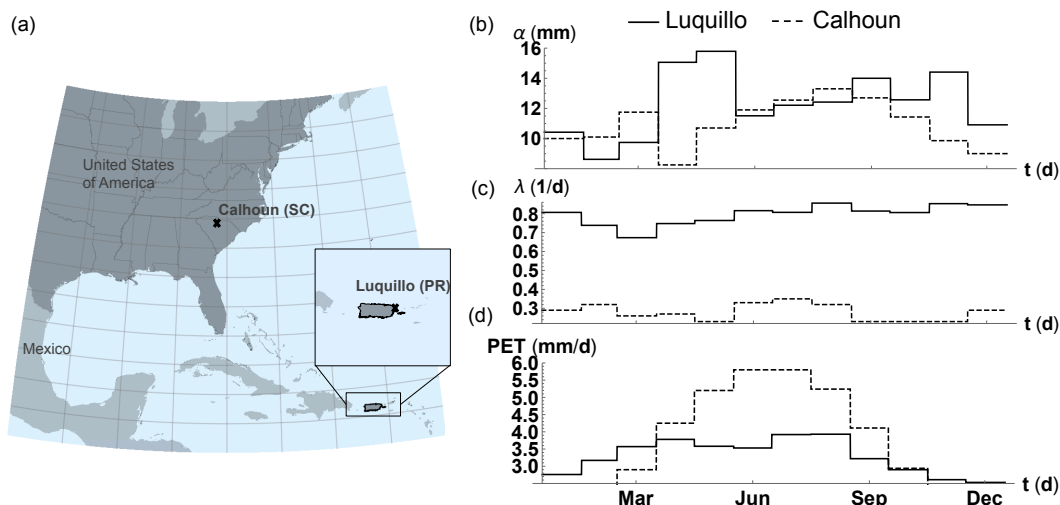 (a)
United States
of America
Calhoun (SC)
Luquillo (PR)
Mexico
Luquillo
Calhoun
(b)
α (mm)
16
14
12
10
t (d)
(c)
λ (1/d)
0.8
0.7
0.6
0.5
0.4
0.3
t (d)
(d)
PET (mm/d)
6.0
5.0
4.5
4.0
3.5
3.0
t (d)
Mar
Jun
Sep
Dec